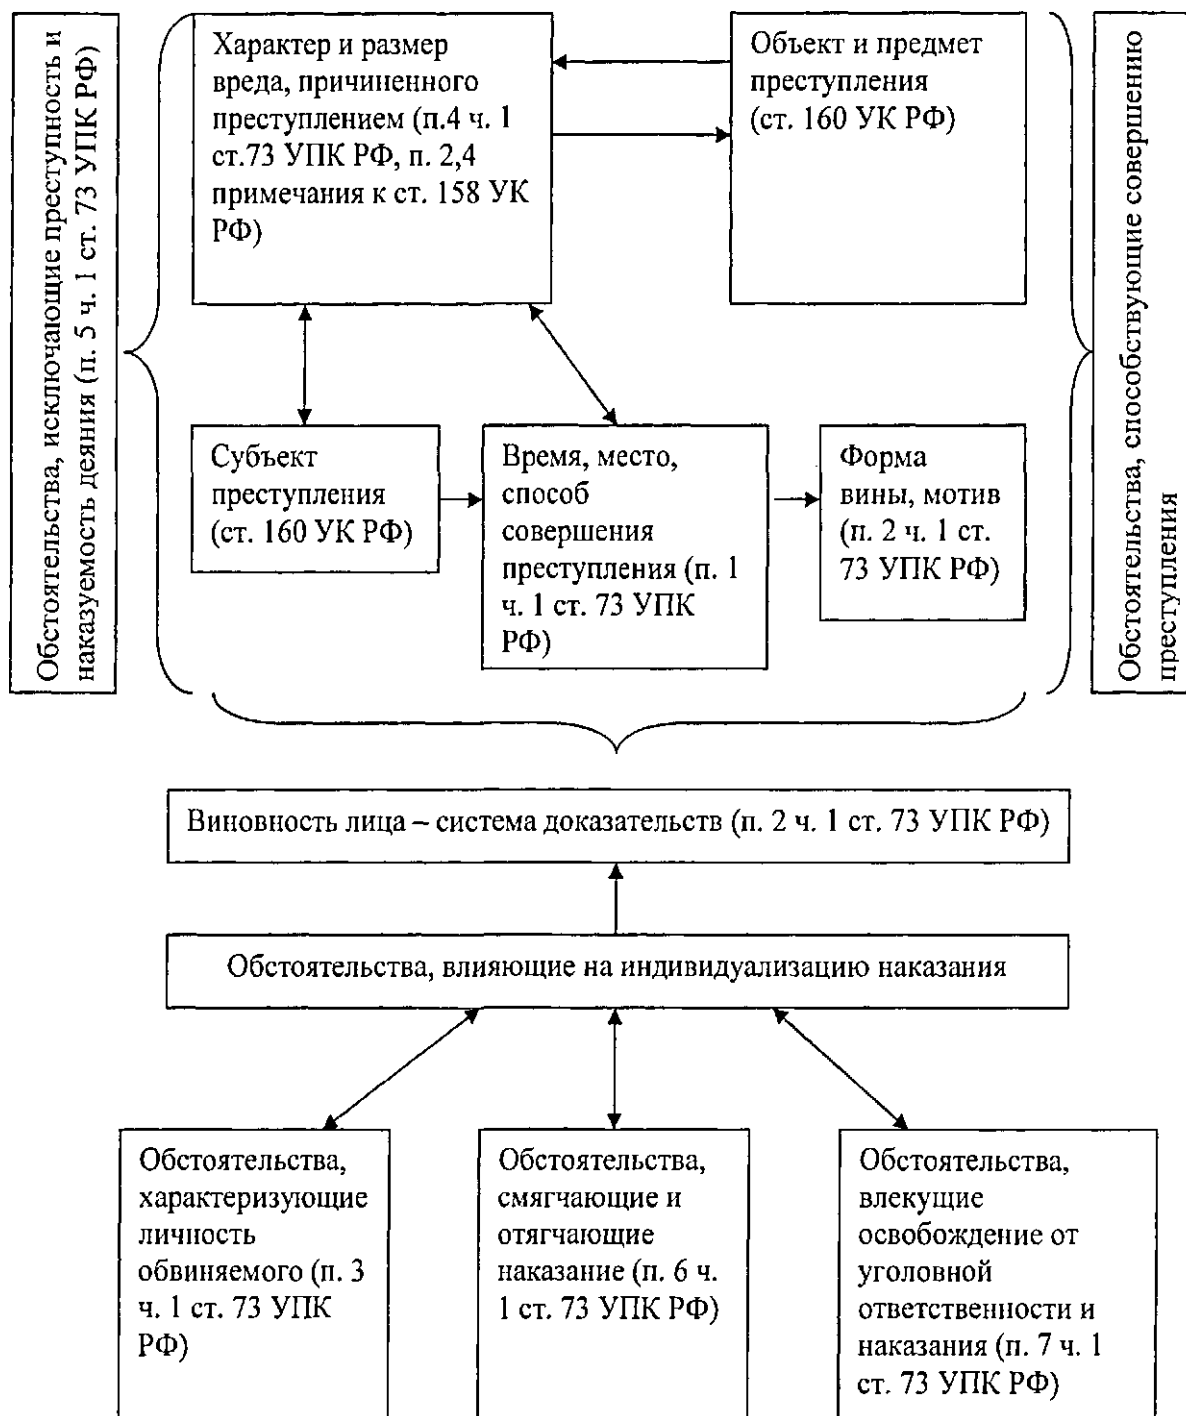 Обстоятельства, исключающие преступность и
наказуемость деяния (п. 5 ч. 1 ст. 73 УПК РФ)
Характер и размер
вреда, причиненного
преступлением (п.4 ч. 1
ст.73 УПК РФ, п. 2,4
примечания к ст. 158 УК
РФ)
Объект и предмет
преступления
(ст. 160 УК РФ)
Обстоятельства, способствующие совершению
преступления
Субъект
преступления
(ст. 160 УК РФ)
Время, место,
способ
совершения
преступления (п. 1
ч. 1 ст. 73 УПК
РФ)
Форма
вины, мотив
(п. 2 ч. 1 ст.
73 УПК РФ)
Виновность лица – система доказательств (п. 2 ч. 1 ст. 73 УПК РФ)
Обстоятельства, влияющие на индивидуализацию наказания
Обстоятельства,
характеризующие
личность
обвиняемого (п. 3
ч. 1 ст. 73 УПК
РФ)
Обстоятельства,
смягчающие и
отягчающие
наказание (п. 6 ч.
1 ст. 73 УПК РФ)
Обстоятельства,
влекущие
освобождение от
уголовной
ответственности и
наказания (п. 7 ч. 1
ст. 73 УПК РФ)